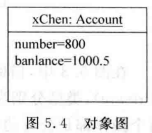 xChen: Account
number=800
banlance=1000.5
图 5.4 对象图